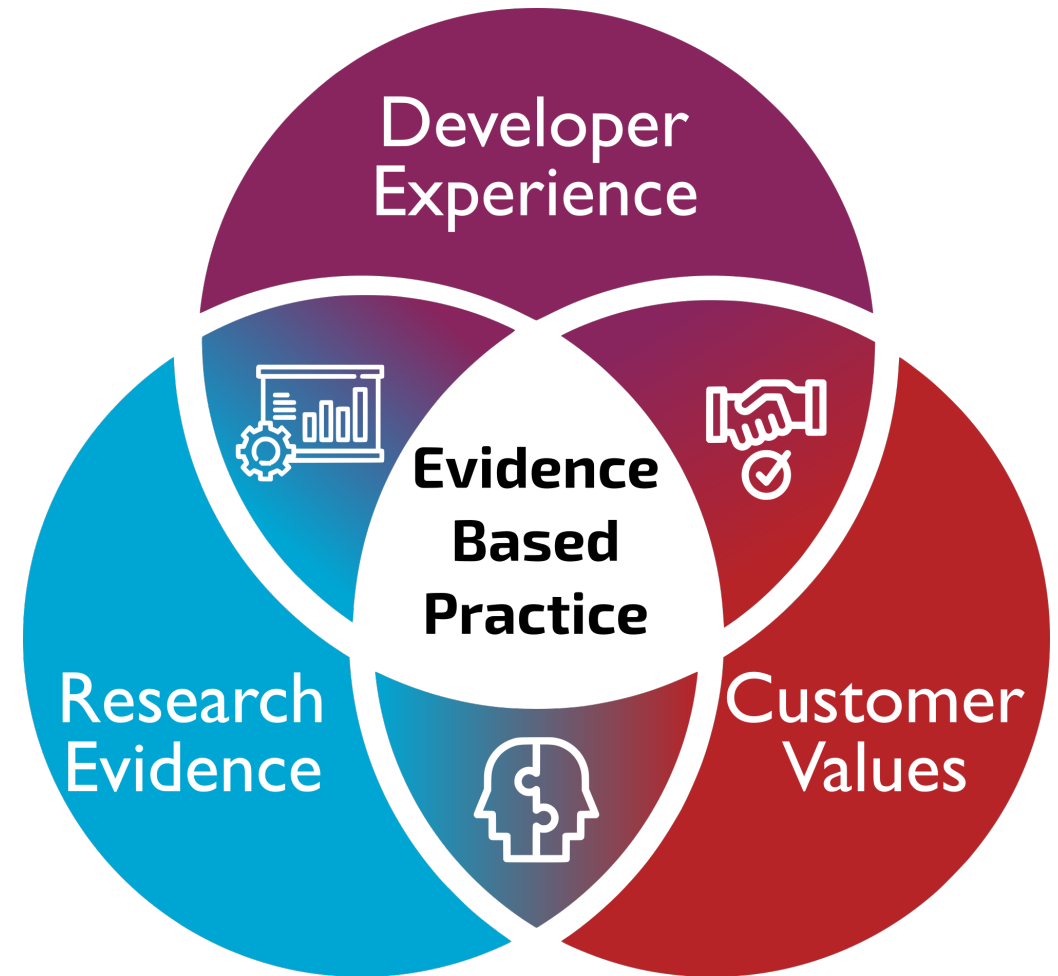 Developer
Experience
Evidence
Based
Practice
Research
Evidence
Customer
Values